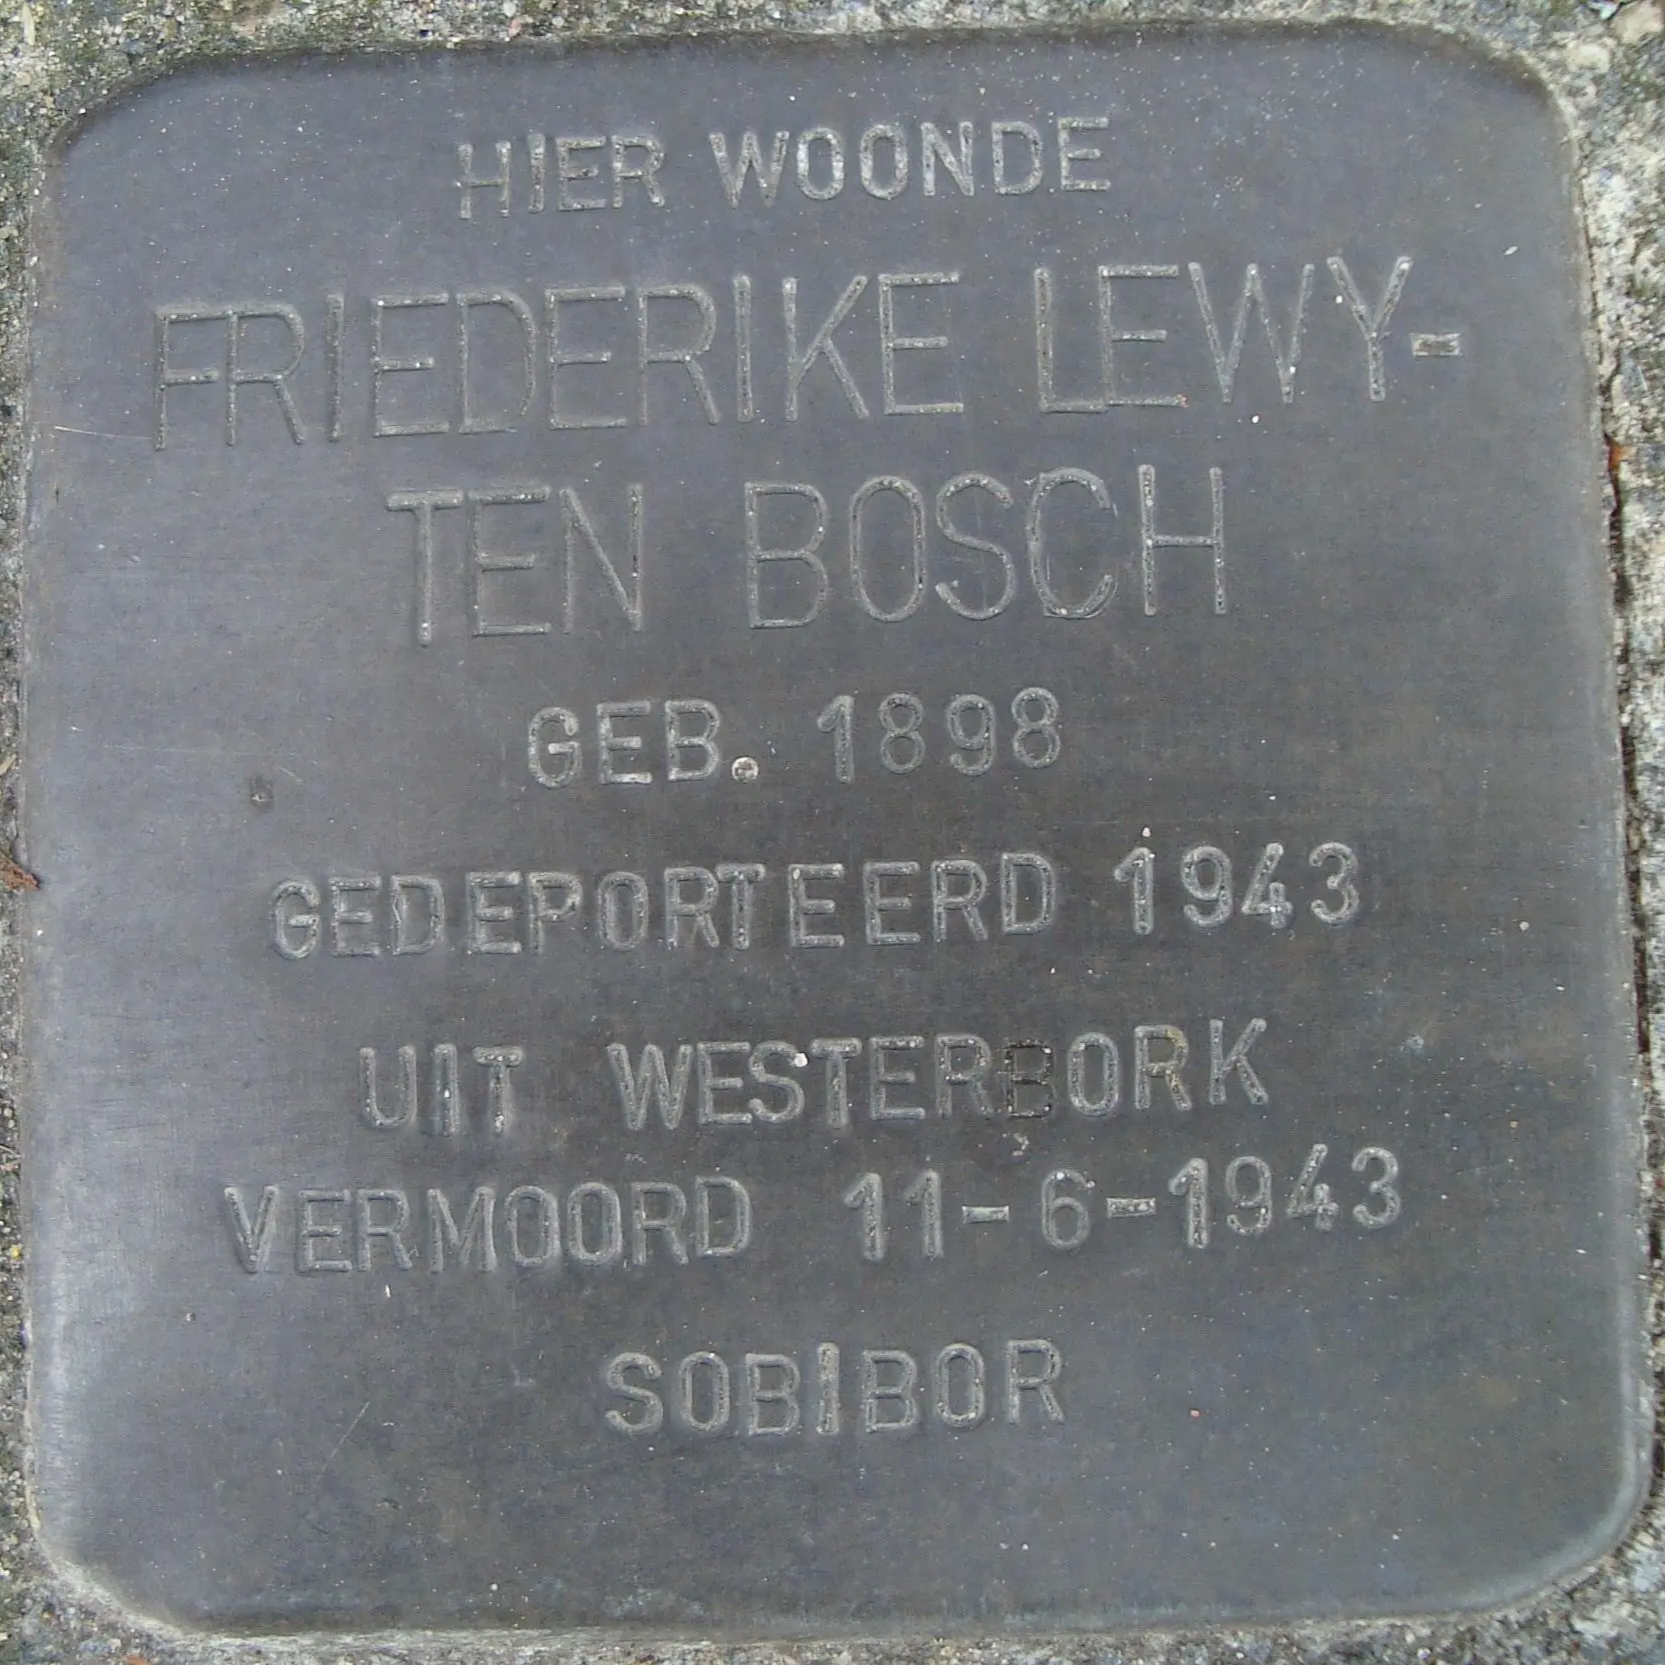 HIER WOONDE
FRIEDERIKE LEWY-
TEN BOSCH
GEB. 1898
GEDEPORTEERD 1943
UIT WESTERBORK
VERMOORD 11-6-1943
SOBIBOR